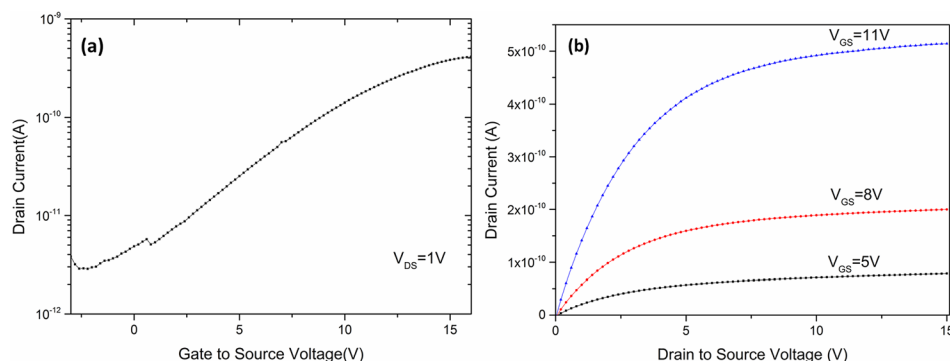 (a)
10⁻⁹
10⁻¹⁰
10⁻¹¹
10⁻¹²
Drain Current(A)
V_DS=1V
0
5
10
15
Gate to Source Voltage(V)
(b)
V_GS=11V
V_GS=8V
V_GS=5V
5x10⁻¹⁰
4x10⁻¹⁰
3x10⁻¹⁰
2x10⁻¹⁰
1x10⁻¹⁰
0
Drain Current (A)
0
5
10
15
Drain to Source Voltage (V)